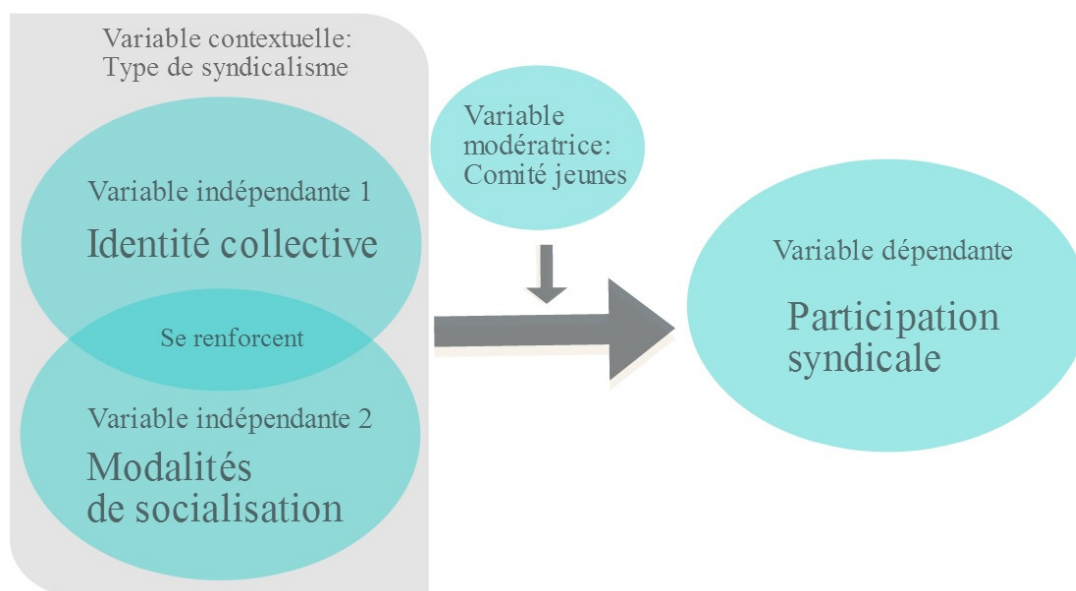 Variable contextuelle:
Type de syndicalisme
Variable indépendante 1
Identité collective
Se renforcent
Variable indépendante 2
Modalités
de socialisation
Variable
modératrice:
Comité jeunes
Variable dépendante
Participation
syndicale